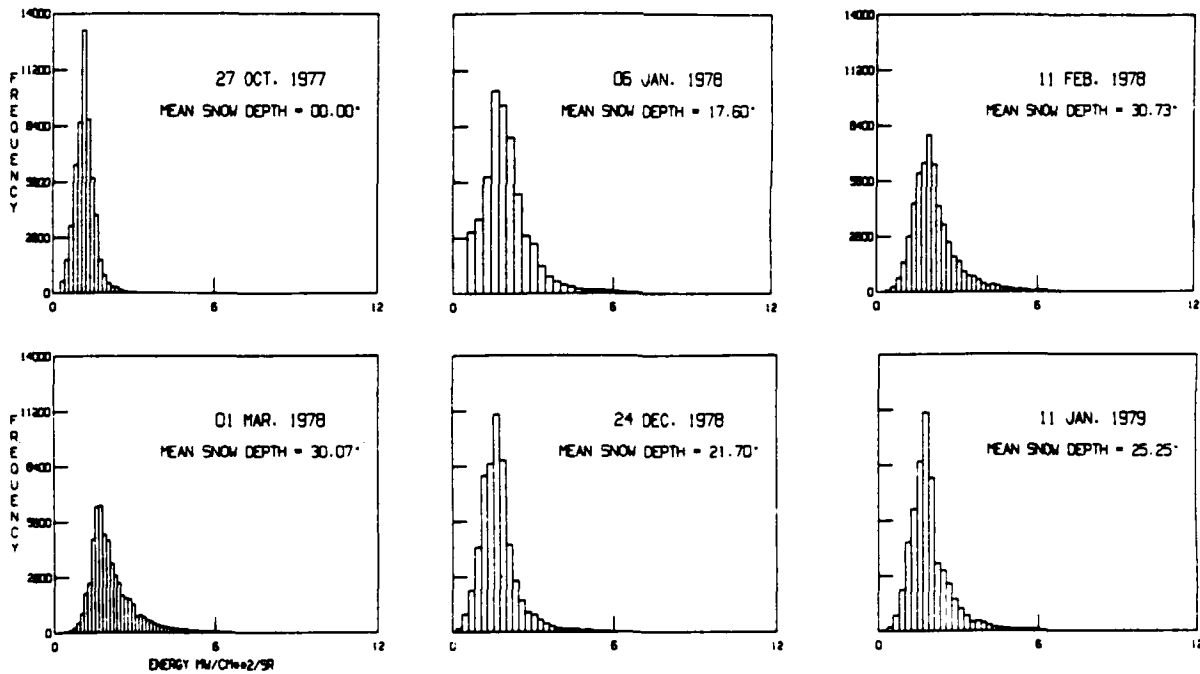 14000
11200
8400
5600
2800
0
FREQUENCY
27 OCT. 1977
MEAN SNOW DEPTH = 00.00"
0 6 12
06 JAN. 1978
MEAN SNOW DEPTH = 17.60"
0 6 12
14000
11200
8400
5600
2800
0
11 FEB. 1978
MEAN SNOW DEPTH = 30.73"
0 6 12
14000
11200
8400
5600
2800
0
FREQUENCY
01 MAR. 1978
MEAN SNOW DEPTH = 30.07"
0 6 12
ENERGY MW/CM**2/SR
24 DEC. 1978
MEAN SNOW DEPTH = 21.70"
0 6 12
11 JAN. 1979
MEAN SNOW DEPTH = 25.25"
0 6 12